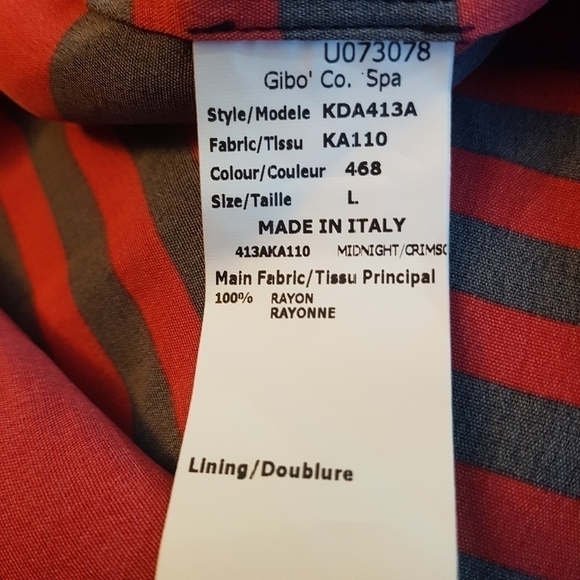 U073078
Gibo' Co. Spa
Style/Modele KDA413A
Fabric/Tissu KA110
Colour/Couleur 468
Size/Taille L
MADE IN ITALY
413AKA110 MIDNIGHT/CRIMSO
Main Fabric/Tissu Principal
100% RAYON
RAYONNE
Lining/Doublure